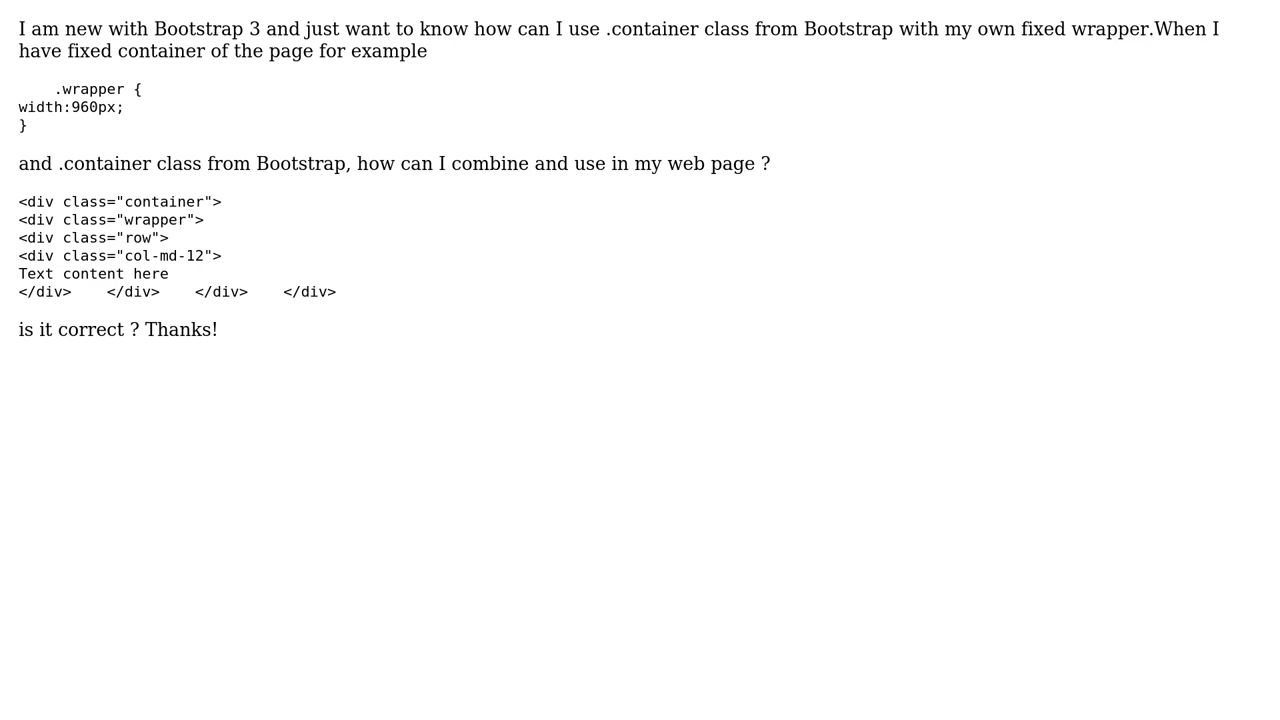 I am new with Bootstrap 3 and just want to know how can I use .container class from Bootstrap with my own fixed wrapper.When I
have fixed container of the page for example
    .wrapper {
width:960px;
}
and .container class from Bootstrap, how can I combine and use in my web page ?
<div class="container">
<div class="wrapper">
<div class="row">
<div class="col-md-12">
Text content here
</div>    </div>    </div>    </div>
is it correct ? Thanks!